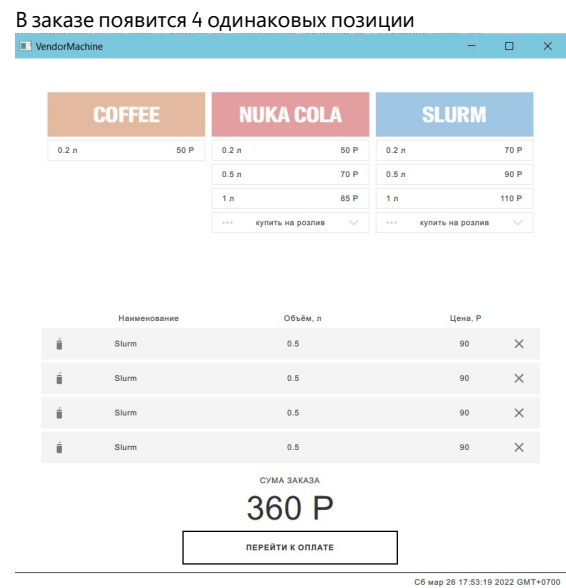 В заказе появится 4 одинаковых позиции
VendorMachine
COFFEE NUKA COLA SLURM
0.2 л 50 Р 0.2 л 50 Р 0.2 л 70 Р
0.5 л 70 Р 0.5 л 90 Р
1 л 85 Р 1 л 110 Р
купить на розлив купить на розлив
Наименование Объём, л Цена, Р
Slurm 0.5 90
Slurm 0.5 90
Slurm 0.5 90
Slurm 0.5 90
СУМА ЗАКАЗА
360 Р
ПЕРЕЙТИ К ОПЛАТЕ
Сб мар 26 17:53:19 2022 GMT+0700